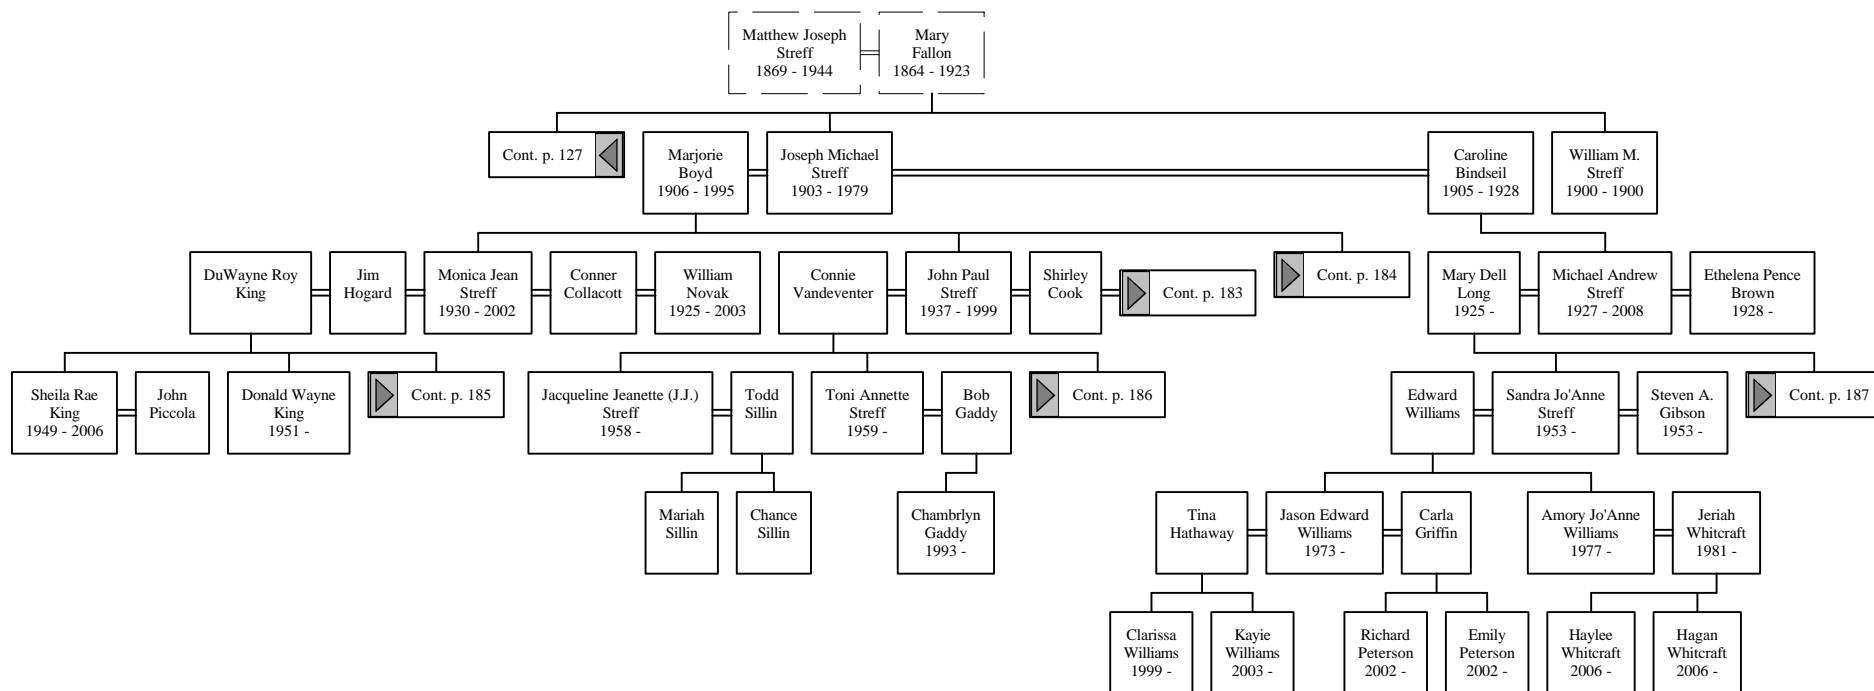 Matthew Joseph
Streff
1869 - 1944
Mary
Fallon
1864 - 1923
Cont. p. 127
Marjorie
Boyd
1906 - 1995
Joseph Michael
Streff
1903 - 1979
Caroline
Bindseil
1905 - 1928
William M.
Streff
1900 - 1900
DuWayne Roy
King
Jim
Hogard
Monica Jean
Streff
1930 - 2002
Conner
Collacott
William
Novak
1925 - 2003
Connie
Vandeventer
John Paul
Streff
1937 - 1999
Shirley
Cook
Cont. p. 183
Cont. p. 184
Mary Dell
Long
1925 -
Michael Andrew
Streff
1927 - 2008
Ethelena Pence
Brown
1928 -
Sheila Rae
King
1949 - 2006
John
Piccola
Donald Wayne
King
1951 -
Cont. p. 185
Jacqueline Jeanette (J.J.)
Streff
1958 -
Todd
Sillin
Toni Annette
Streff
1959 -
Bob
Gaddy
Cont. p. 186
Edward
Williams
Sandra Jo'Anne
Streff
1953 -
Steven A.
Gibson
1953 -
Cont. p. 187
Mariah
Sillin
Chance
Sillin
Chambrlyn
Gaddy
1993 -
Tina
Hathaway
Jason Edward
Williams
1973 -
Carla
Griffin
Amory Jo'Anne
Williams
1977 -
Jeriah
Whitcraft
1981 -
Clarissa
Williams
1999 -
Kayie
Williams
2003 -
Richard
Peterson
2002 -
Emily
Peterson
2002 -
Haylee
Whitcraft
2006 -
Hagan
Whitcraft
2006 -